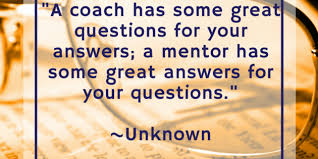 "A coach has some great
questions for your
answers; a mentor has
some great answers for
your questions."
~Unknown